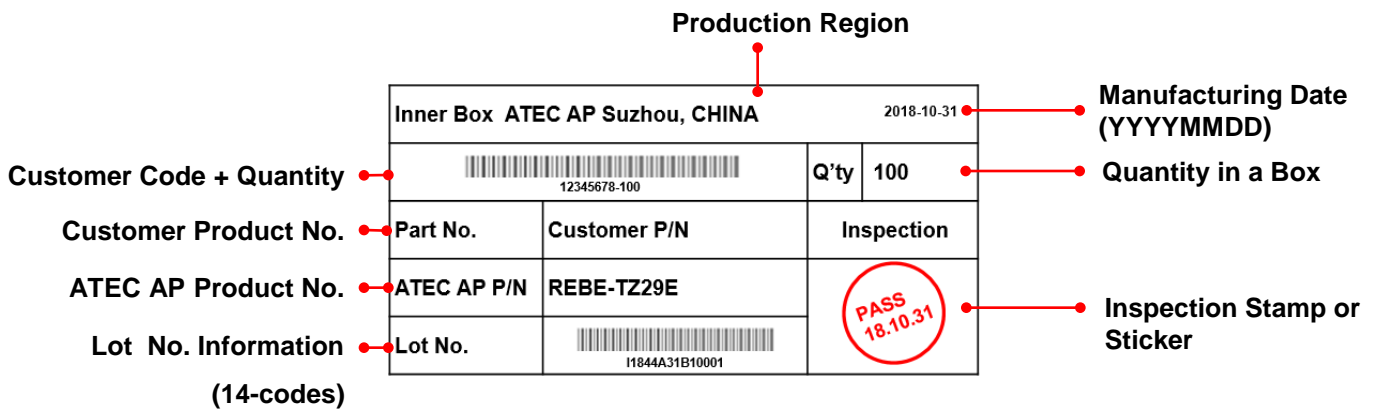 Production Region
Inner Box ATEC AP Suzhou, CHINA
2018-10-31
Manufacturing Date
(YYYYMMDD)
Customer Code + Quantity
12345678-100
Q'ty
100
Quantity in a Box
Customer Product No.
Part No.
Customer P/N
Inspection
ATEC AP Product No.
ATEC AP P/N
REBE-TZ29E
PASS
18.10.31
Inspection Stamp or
Sticker
Lot No. Information
(14-codes)
Lot No.
I1844A31B10001